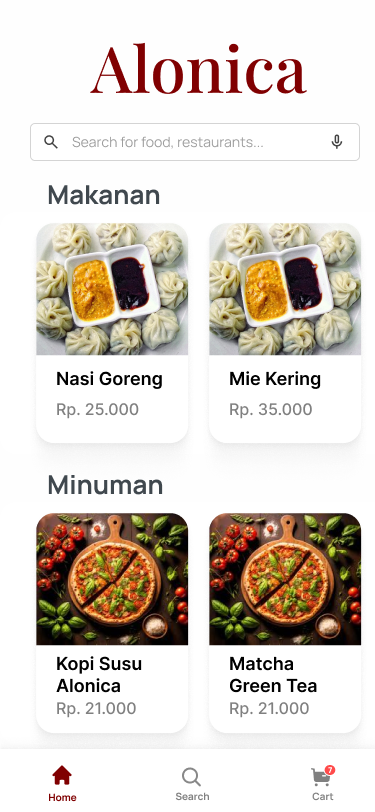 Alonica
Search for food, restaurants...
Makanan
Nasi Goreng
Rp. 25.000
Mie Kering
Rp. 35.000
Minuman
Kopi Susu
Alonica
Rp. 21.000
Matcha
Green Tea
Rp. 21.000
Home
Search
7
Cart